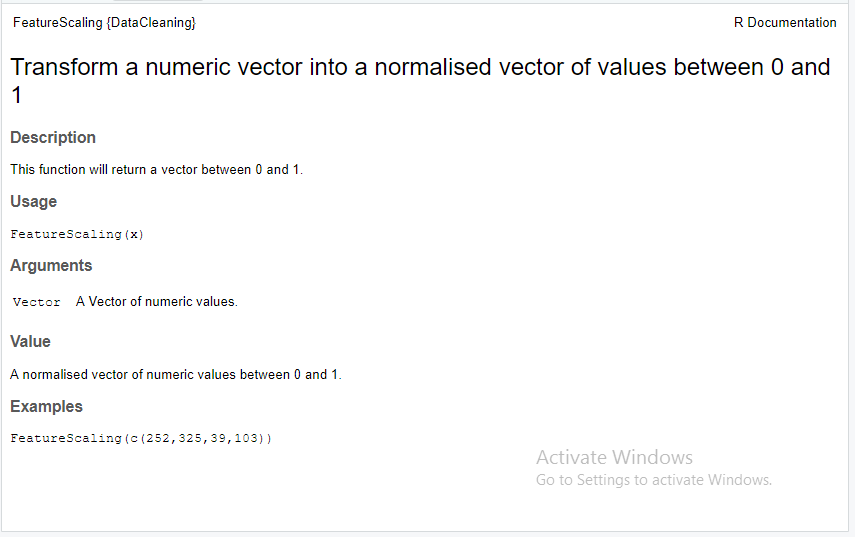 FeatureScaling {DataCleaning} R Documentation
Transform a numeric vector into a normalised vector of values between 0 and
1
Description
This function will return a vector between 0 and 1.
Usage
FeatureScaling(x)
Arguments
Vector A Vector of numeric values.
Value
A normalised vector of numeric values between 0 and 1.
Examples
FeatureScaling(c(252,325,39,103))
Activate Windows
Go to Settings to activate Windows.